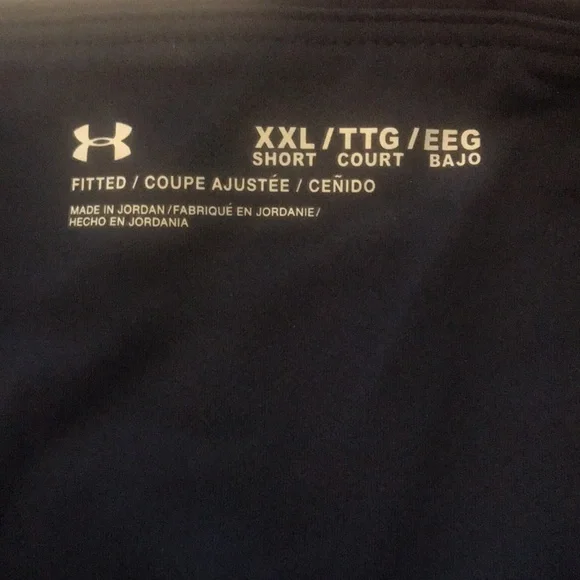 XXL / TTG / EEG
SHORT COURT BAJO
FITTED / COUPE AJUSTÉE / CEÑIDO
MADE IN JORDAN / FABRIQUÉ EN JORDANIE /
HECHO EN JORDANIA